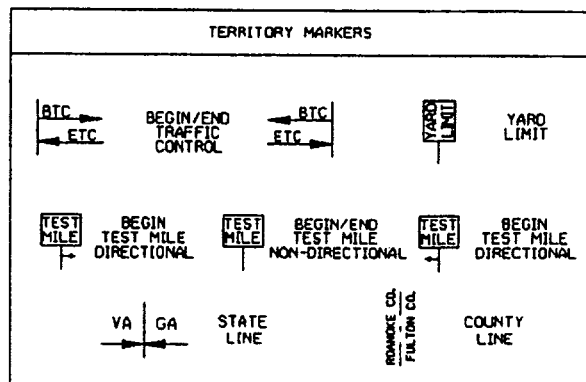 TERRITORY MARKERS
BTC
ETC
BEGIN/END
TRAFFIC
CONTROL
BTC
ETC
YARD
LIMIT
YARD
LIMIT
TEST
MILE
BEGIN
TEST MILE
DIRECTIONAL
TEST
MILE
BEGIN/END
TEST MILE
NON-DIRECTIONAL
TEST
MILE
BEGIN
TEST MILE
DIRECTIONAL
VA
GA
STATE
LINE
ROANOKE CO.
FULTON CO.
COUNTY
LINE